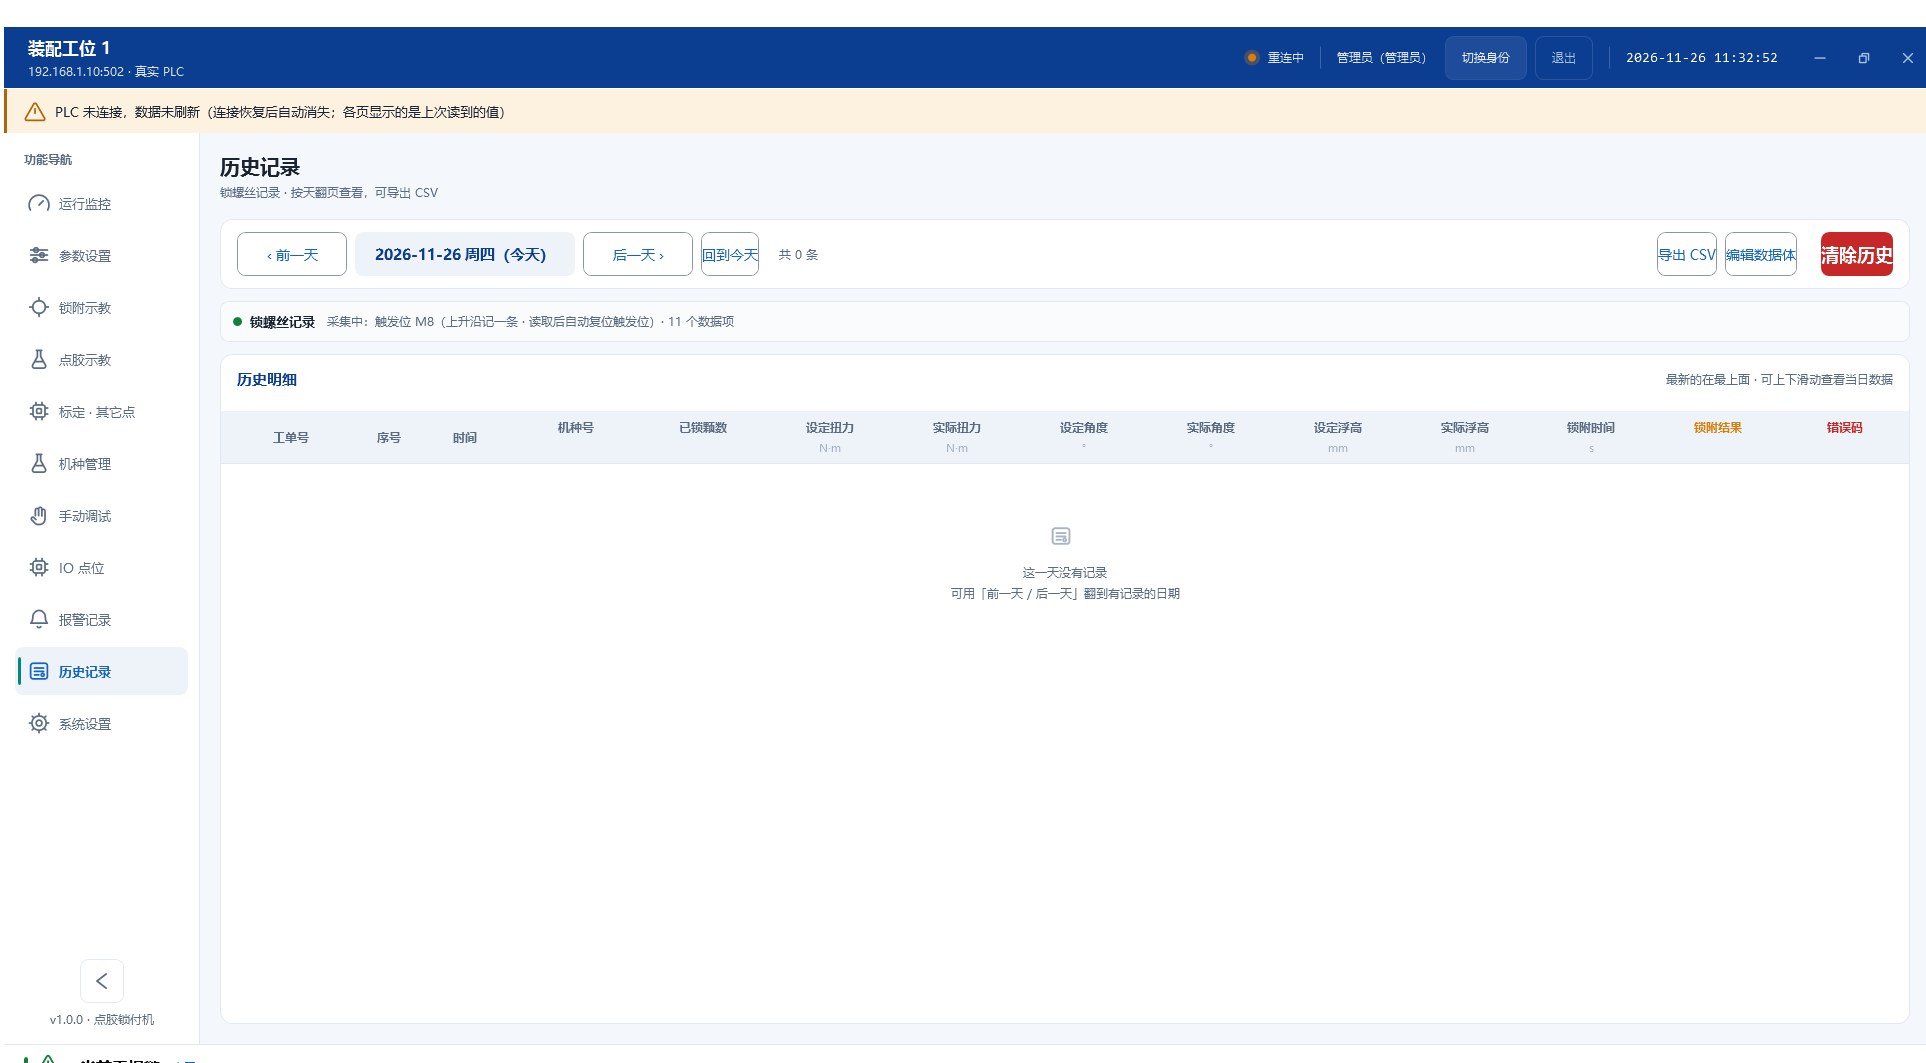 装配工位 1
192.168.1.10:502 · 真实 PLC
重连中
管理员（管理员）
切换身份
退出
2026-11-26 11:32:52
PLC 未连接，数据未刷新（连接恢复后自动消失；各页显示的是上次读到的值）
功能导航
运行监控
参数设置
锁附示教
点胶示教
标定 · 其它点
机种管理
手动调试
IO 点位
报警记录
历史记录
系统设置
v1.0.0 · 点胶锁付机
历史记录
锁螺丝记录 · 按天翻页查看，可导出 CSV
‹ 前一天
2026-11-26 周四（今天）
后一天 ›
回到今天
共 0 条
导出 CSV
编辑数据体
清除历史
锁螺丝记录 采集中：触发位 M8（上升沿记一条 · 读取后自动复位触发位）· 11 个数据项
历史明细
最新的在最上面 · 可上下滑动查看当日数据
工单号 序号 时间 机种号 已锁颗数 设定扭力 实际扭力 设定角度 实际角度 设定浮高 实际浮高 锁附时间 锁附结果 错误码
N·m N·m ° ° mm mm s
这一天没有记录
可用「前一天 / 后一天」翻到有记录的日期